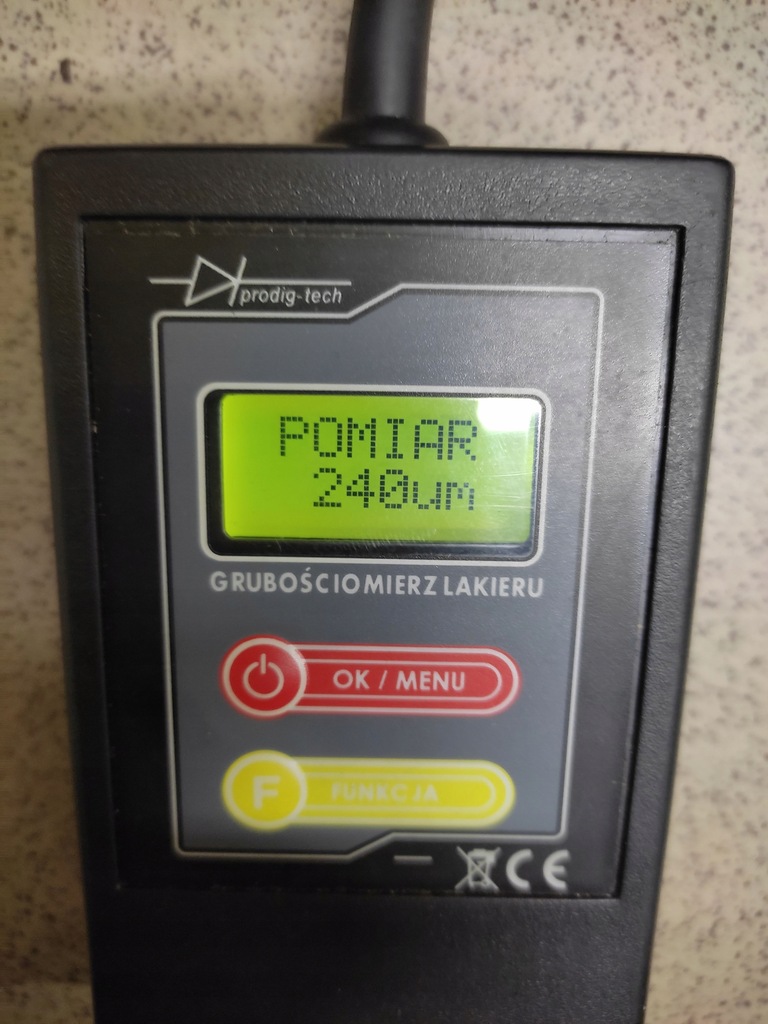 prodig-tech
POMIAR
240um
GRUBOŚCIOMIERZ LAKIERU
OK / MENU
F FUNKCJA
CE